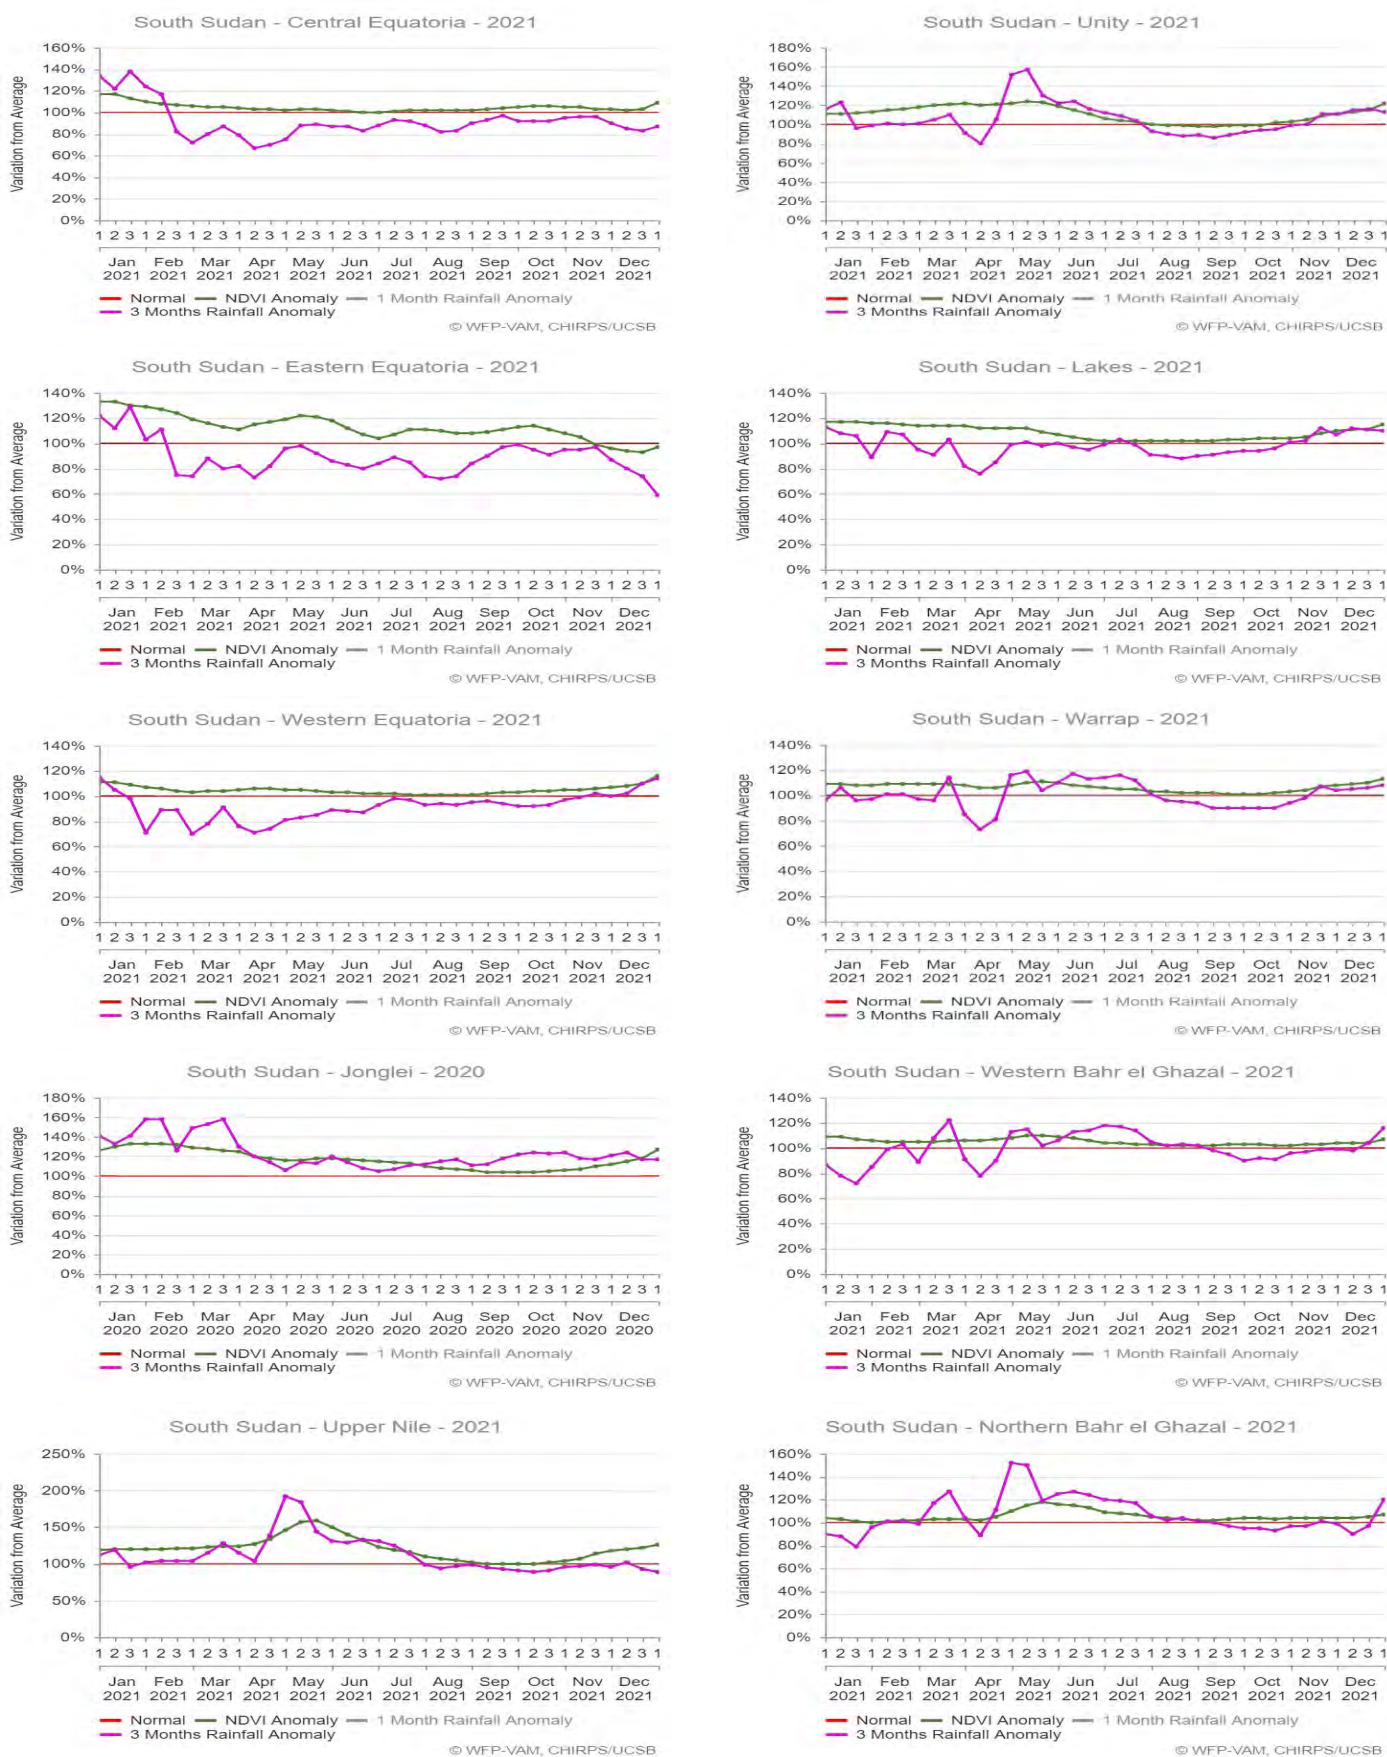 South Sudan - Central Equatoria - 2021
Variation from Average
160%
140%
120%
100%
80%
60%
40%
20%
0%
1 2 3 1 2 3 1 2 3 1 2 3 1 2 3 1 2 3 1 2 3 1 2 3 1 2 3 1 2 3 1 2 3 1 2 3 1
Jan Feb Mar Apr May Jun Jul Aug Sep Oct Nov Dec
2021 2021 2021 2021 2021 2021 2021 2021 2021 2021 2021 2021
Normal NDVI Anomaly 1 Month Rainfall Anomaly
3 Months Rainfall Anomaly
© WFP-VAM, CHIRPS/UCSB
South Sudan - Unity - 2021
Variation from Average
180%
160%
140%
120%
100%
80%
60%
40%
20%
0%
1 2 3 1 2 3 1 2 3 1 2 3 1 2 3 1 2 3 1 2 3 1 2 3 1 2 3 1 2 3 1 2 3 1 2 3 1
Jan Feb Mar Apr May Jun Jul Aug Sep Oct Nov Dec
2021 2021 2021 2021 2021 2021 2021 2021 2021 2021 2021 2021
Normal NDVI Anomaly 1 Month Rainfall Anomaly
3 Months Rainfall Anomaly
© WFP-VAM, CHIRPS/UCSB
South Sudan - Eastern Equatoria - 2021
Variation from Average
140%
120%
100%
80%
60%
40%
20%
0%
1 2 3 1 2 3 1 2 3 1 2 3 1 2 3 1 2 3 1 2 3 1 2 3 1 2 3 1 2 3 1 2 3 1 2 3 1
Jan Feb Mar Apr May Jun Jul Aug Sep Oct Nov Dec
2021 2021 2021 2021 2021 2021 2021 2021 2021 2021 2021 2021
Normal NDVI Anomaly 1 Month Rainfall Anomaly
3 Months Rainfall Anomaly
© WFP-VAM, CHIRPS/UCSB
South Sudan - Lakes - 2021
Variation from Average
140%
120%
100%
80%
60%
40%
20%
0%
1 2 3 1 2 3 1 2 3 1 2 3 1 2 3 1 2 3 1 2 3 1 2 3 1 2 3 1 2 3 1 2 3 1 2 3 1
Jan Feb Mar Apr May Jun Jul Aug Sep Oct Nov Dec
2021 2021 2021 2021 2021 2021 2021 2021 2021 2021 2021 2021
Normal NDVI Anomaly 1 Month Rainfall Anomaly
3 Months Rainfall Anomaly
© WFP-VAM, CHIRPS/UCSB
South Sudan - Western Equatoria - 2021
Variation from Average
140%
120%
100%
80%
60%
40%
20%
0%
1 2 3 1 2 3 1 2 3 1 2 3 1 2 3 1 2 3 1 2 3 1 2 3 1 2 3 1 2 3 1 2 3 1 2 3 1
Jan Feb Mar Apr May Jun Jul Aug Sep Oct Nov Dec
2021 2021 2021 2021 2021 2021 2021 2021 2021 2021 2021 2021
Normal NDVI Anomaly 1 Month Rainfall Anomaly
3 Months Rainfall Anomaly
© WFP-VAM, CHIRPS/UCSB
South Sudan - Warrap - 2021
Variation from Average
140%
120%
100%
80%
60%
40%
20%
0%
1 2 3 1 2 3 1 2 3 1 2 3 1 2 3 1 2 3 1 2 3 1 2 3 1 2 3 1 2 3 1 2 3 1 2 3 1
Jan Feb Mar Apr May Jun Jul Aug Sep Oct Nov Dec
2021 2021 2021 2021 2021 2021 2021 2021 2021 2021 2021 2021
Normal NDVI Anomaly 1 Month Rainfall Anomaly
3 Months Rainfall Anomaly
© WFP-VAM, CHIRPS/UCSB
South Sudan - Jonglei - 2020
Variation from Average
180%
160%
140%
120%
100%
80%
60%
40%
20%
0%
1 2 3 1 2 3 1 2 3 1 2 3 1 2 3 1 2 3 1 2 3 1 2 3 1 2 3 1 2 3 1 2 3 1 2 3 1
Jan Feb Mar Apr May Jun Jul Aug Sep Oct Nov Dec
2020 2020 2020 2020 2020 2020 2020 2020 2020 2020 2020 2020
Normal NDVI Anomaly 1 Month Rainfall Anomaly
3 Months Rainfall Anomaly
© WFP-VAM, CHIRPS/UCSB
South Sudan - Western Bahr el Ghazal - 2021
Variation from Average
140%
120%
100%
80%
60%
40%
20%
0%
1 2 3 1 2 3 1 2 3 1 2 3 1 2 3 1 2 3 1 2 3 1 2 3 1 2 3 1 2 3 1 2 3 1 2 3 1
Jan Feb Mar Apr May Jun Jul Aug Sep Oct Nov Dec
2021 2021 2021 2021 2021 2021 2021 2021 2021 2021 2021 2021
Normal NDVI Anomaly 1 Month Rainfall Anomaly
3 Months Rainfall Anomaly
© WFP-VAM, CHIRPS/UCSB
South Sudan - Upper Nile - 2021
Variation from Average
250%
200%
150%
100%
50%
0%
1 2 3 1 2 3 1 2 3 1 2 3 1 2 3 1 2 3 1 2 3 1 2 3 1 2 3 1 2 3 1 2 3 1 2 3 1
Jan Feb Mar Apr May Jun Jul Aug Sep Oct Nov Dec
2021 2021 2021 2021 2021 2021 2021 2021 2021 2021 2021 2021
Normal NDVI Anomaly 1 Month Rainfall Anomaly
3 Months Rainfall Anomaly
© WFP-VAM, CHIRPS/UCSB
South Sudan - Northern Bahr el Ghazal - 2021
Variation from Average
160%
140%
120%
100%
80%
60%
40%
20%
0%
1 2 3 1 2 3 1 2 3 1 2 3 1 2 3 1 2 3 1 2 3 1 2 3 1 2 3 1 2 3 1 2 3 1 2 3 1
Jan Feb Mar Apr May Jun Jul Aug Sep Oct Nov Dec
2021 2021 2021 2021 2021 2021 2021 2021 2021 2021 2021 2021
Normal NDVI Anomaly 1 Month Rainfall Anomaly
3 Months Rainfall Anomaly
© WFP-VAM, CHIRPS/UCSB